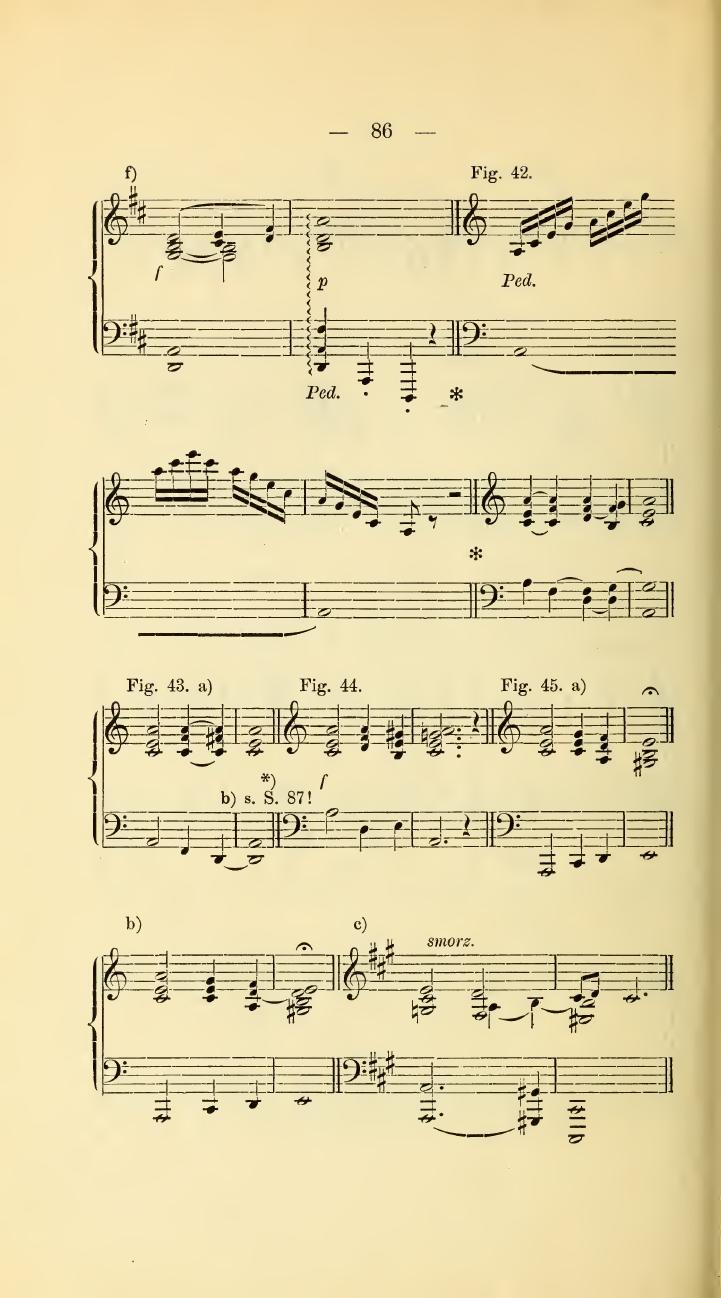 — 86 —
f) Fig. 42.
f p Ped.
Ped. *
*
Fig. 43. a) Fig. 44. Fig. 45. a)
*) f
b) s. S. 87!
b) c)
smorz.